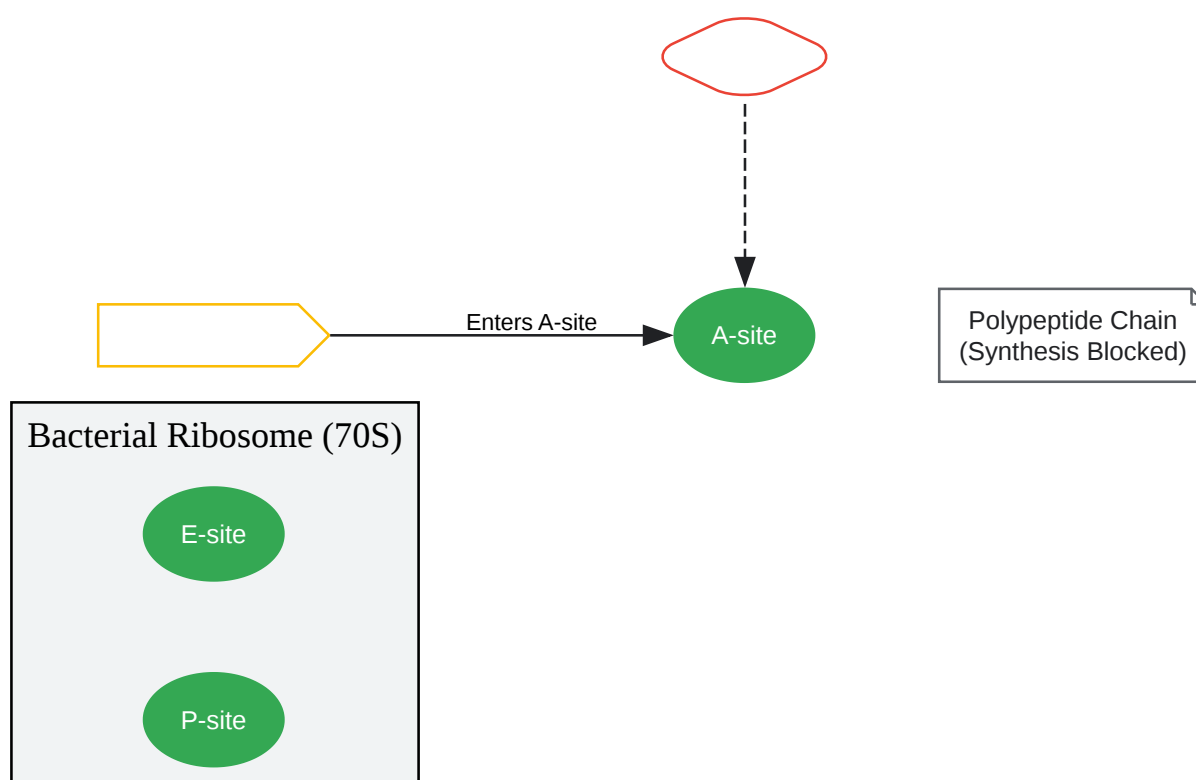 Enters A-site
A-site
Polypeptide Chain
(Synthesis Blocked)
Bacterial Ribosome (70S)
E-site
P-site